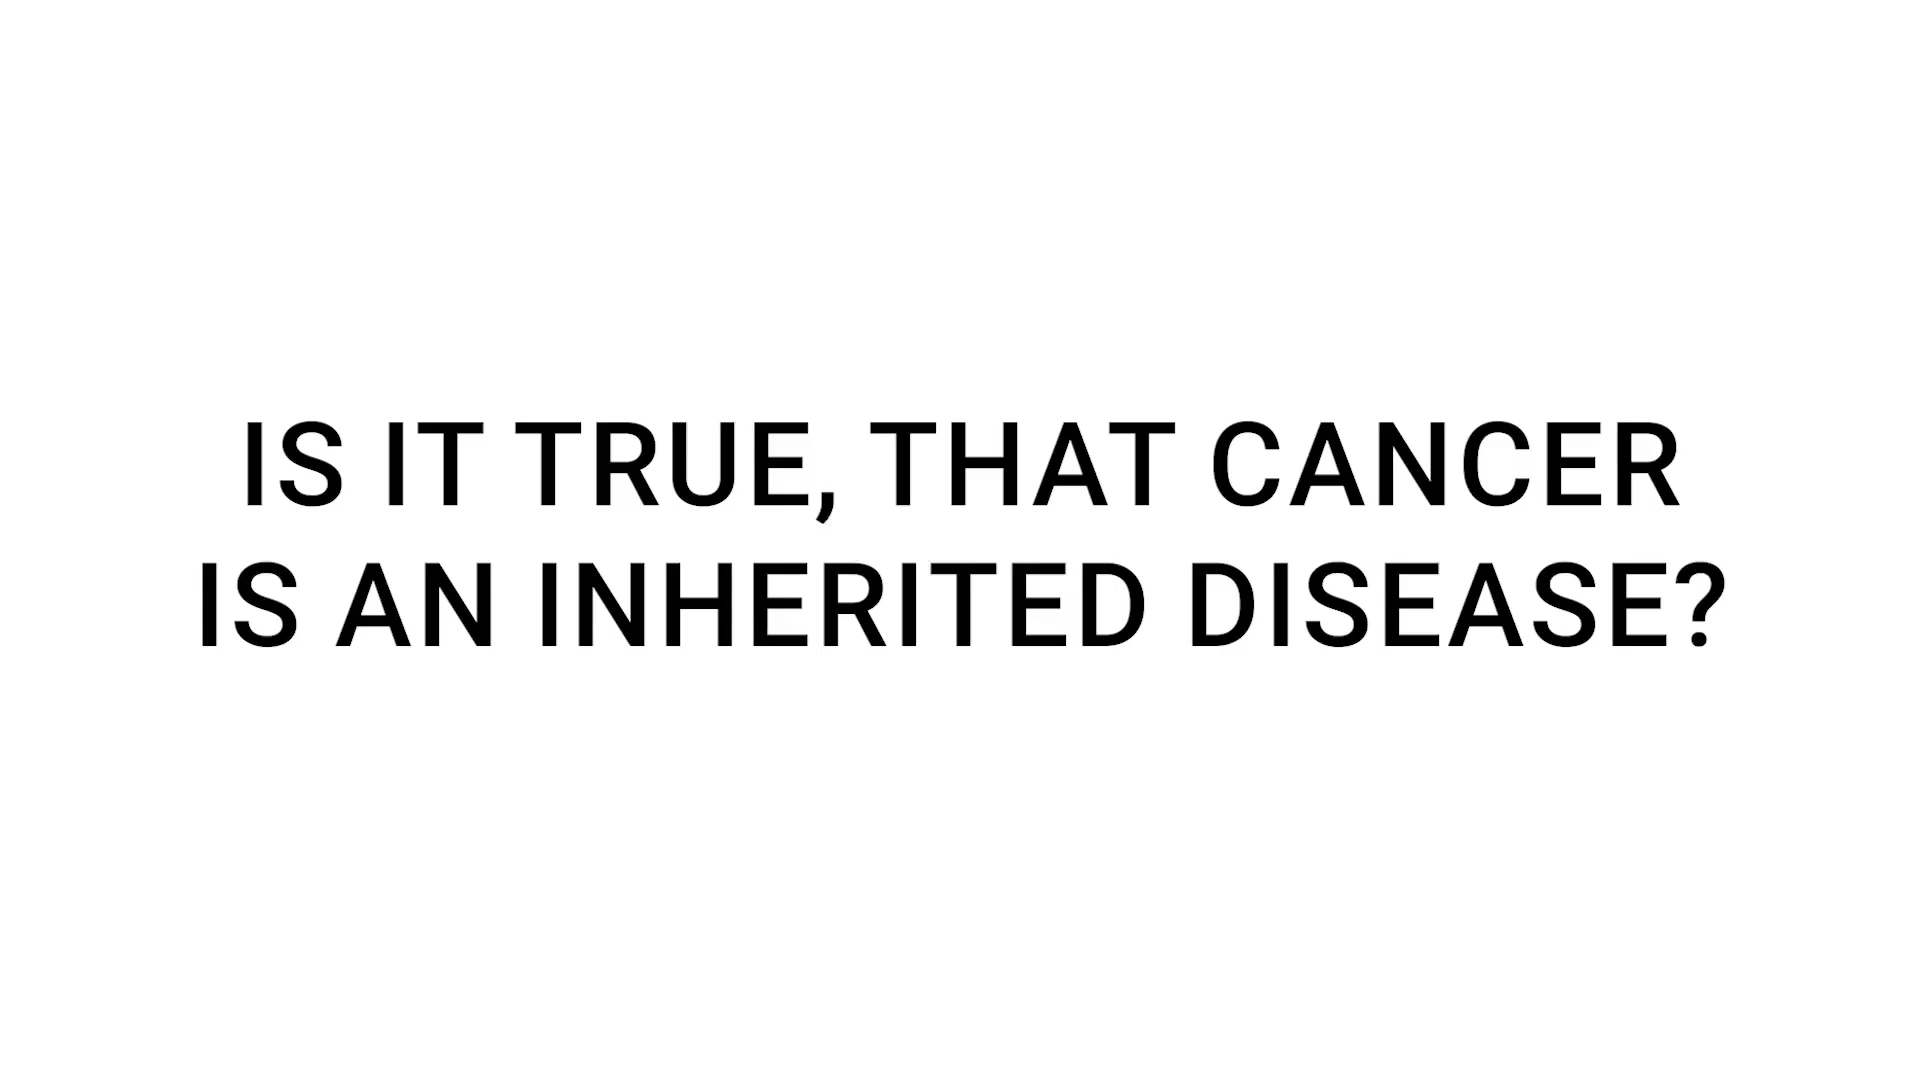 IS IT TRUE, THAT CANCER
IS AN INHERITED DISEASE?